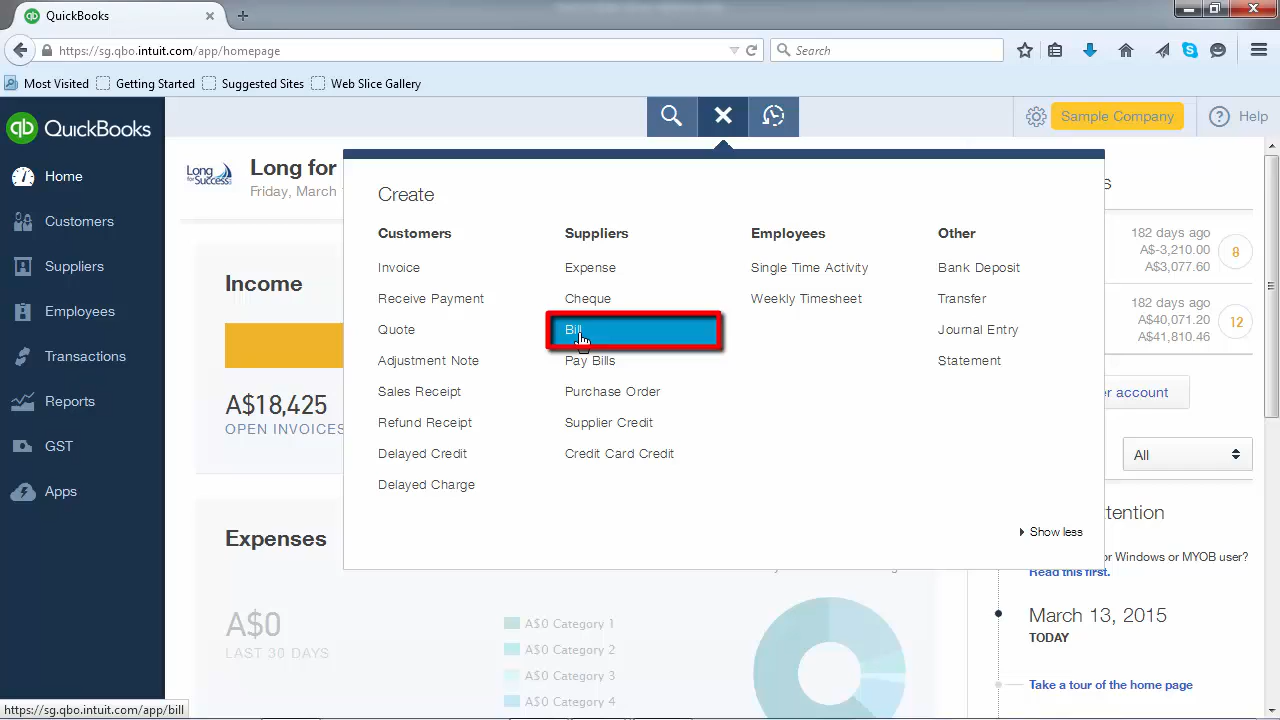 QuickBooks
https://sg.qbo.intuit.com/app/homepage
Search
Most Visited
Getting Started
Suggested Sites
Web Slice Gallery
qb QuickBooks
Sample Company
Help
Home
Customers
Suppliers
Employees
Transactions
Reports
GST
Apps
Long for Success
Long for
Friday, March
Income
A$18,425
OPEN INVOICES
Expenses
A$0
LAST 30 DAYS
Create
Customers
Invoice
Receive Payment
Quote
Adjustment Note
Sales Receipt
Refund Receipt
Delayed Credit
Delayed Charge
Suppliers
Expense
Cheque
Bill
Pay Bills
Purchase Order
Supplier Credit
Credit Card Credit
Employees
Single Time Activity
Weekly Timesheet
Other
Bank Deposit
Transfer
Journal Entry
Statement
Show less
A$0 Category 1
A$0 Category 2
A$0 Category 3
A$0 Category 4
182 days ago
A$-3,210.00
A$3,077.60
8
182 days ago
A$40,071.20
A$41,810.46
12
account
All
or Windows or MYOB user?
Read this first.
March 13, 2015
TODAY
Take a tour of the home page
https://sg.qbo.intuit.com/app/bill